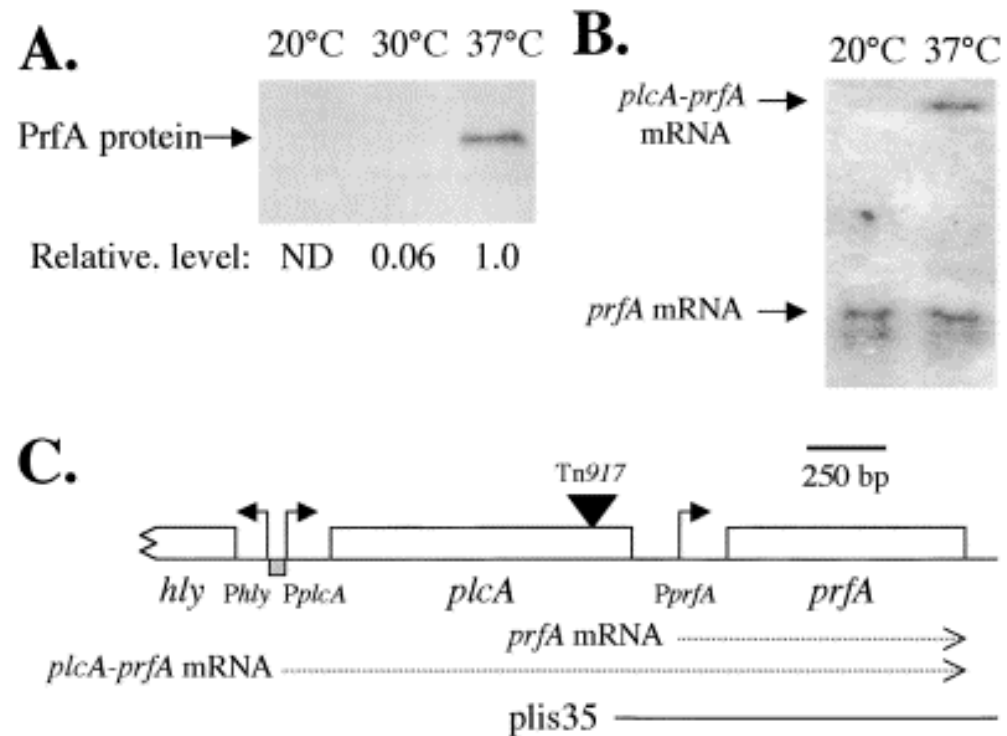 A.
20°C 30°C 37°C
PrfA protein
Relative. level: ND 0.06 1.0
B.
20°C 37°C
plcA-prfA
mRNA
prfA mRNA
C.
Tn917
250 bp
hly Phly PplcA plcA PprfA prfA
prfA mRNA
plcA-prfA mRNA
plis35